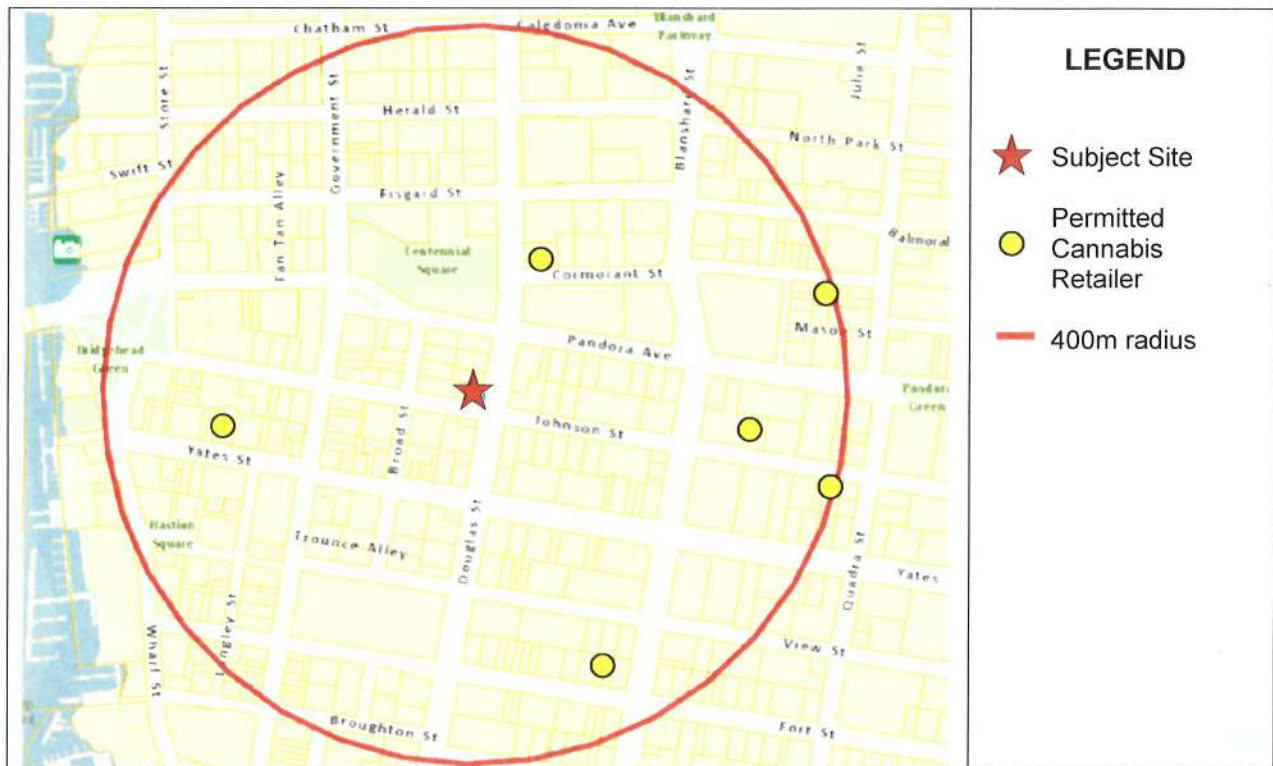 Chatham St
Caledonia Ave
Blanshard
Parkway
Julia St
Store St
Government St
Herald St
Blanshard St
North Park St
Swift St
Fan Tan Alley
Fisgard St
Balmoral
Centennial
Square
Cormorant St
Mason St
Pandora Ave
Bridgehead
Green
Pandora
Green
Johnson St
Broad St
Yates St
Bastion
Square
Trounce Alley
Douglas St
Quadra St
Yates
Langley St
View St
Wharf St
Fort St
Broughton St
LEGEND
Subject Site
Permitted
Cannabis
Retailer
400m radius